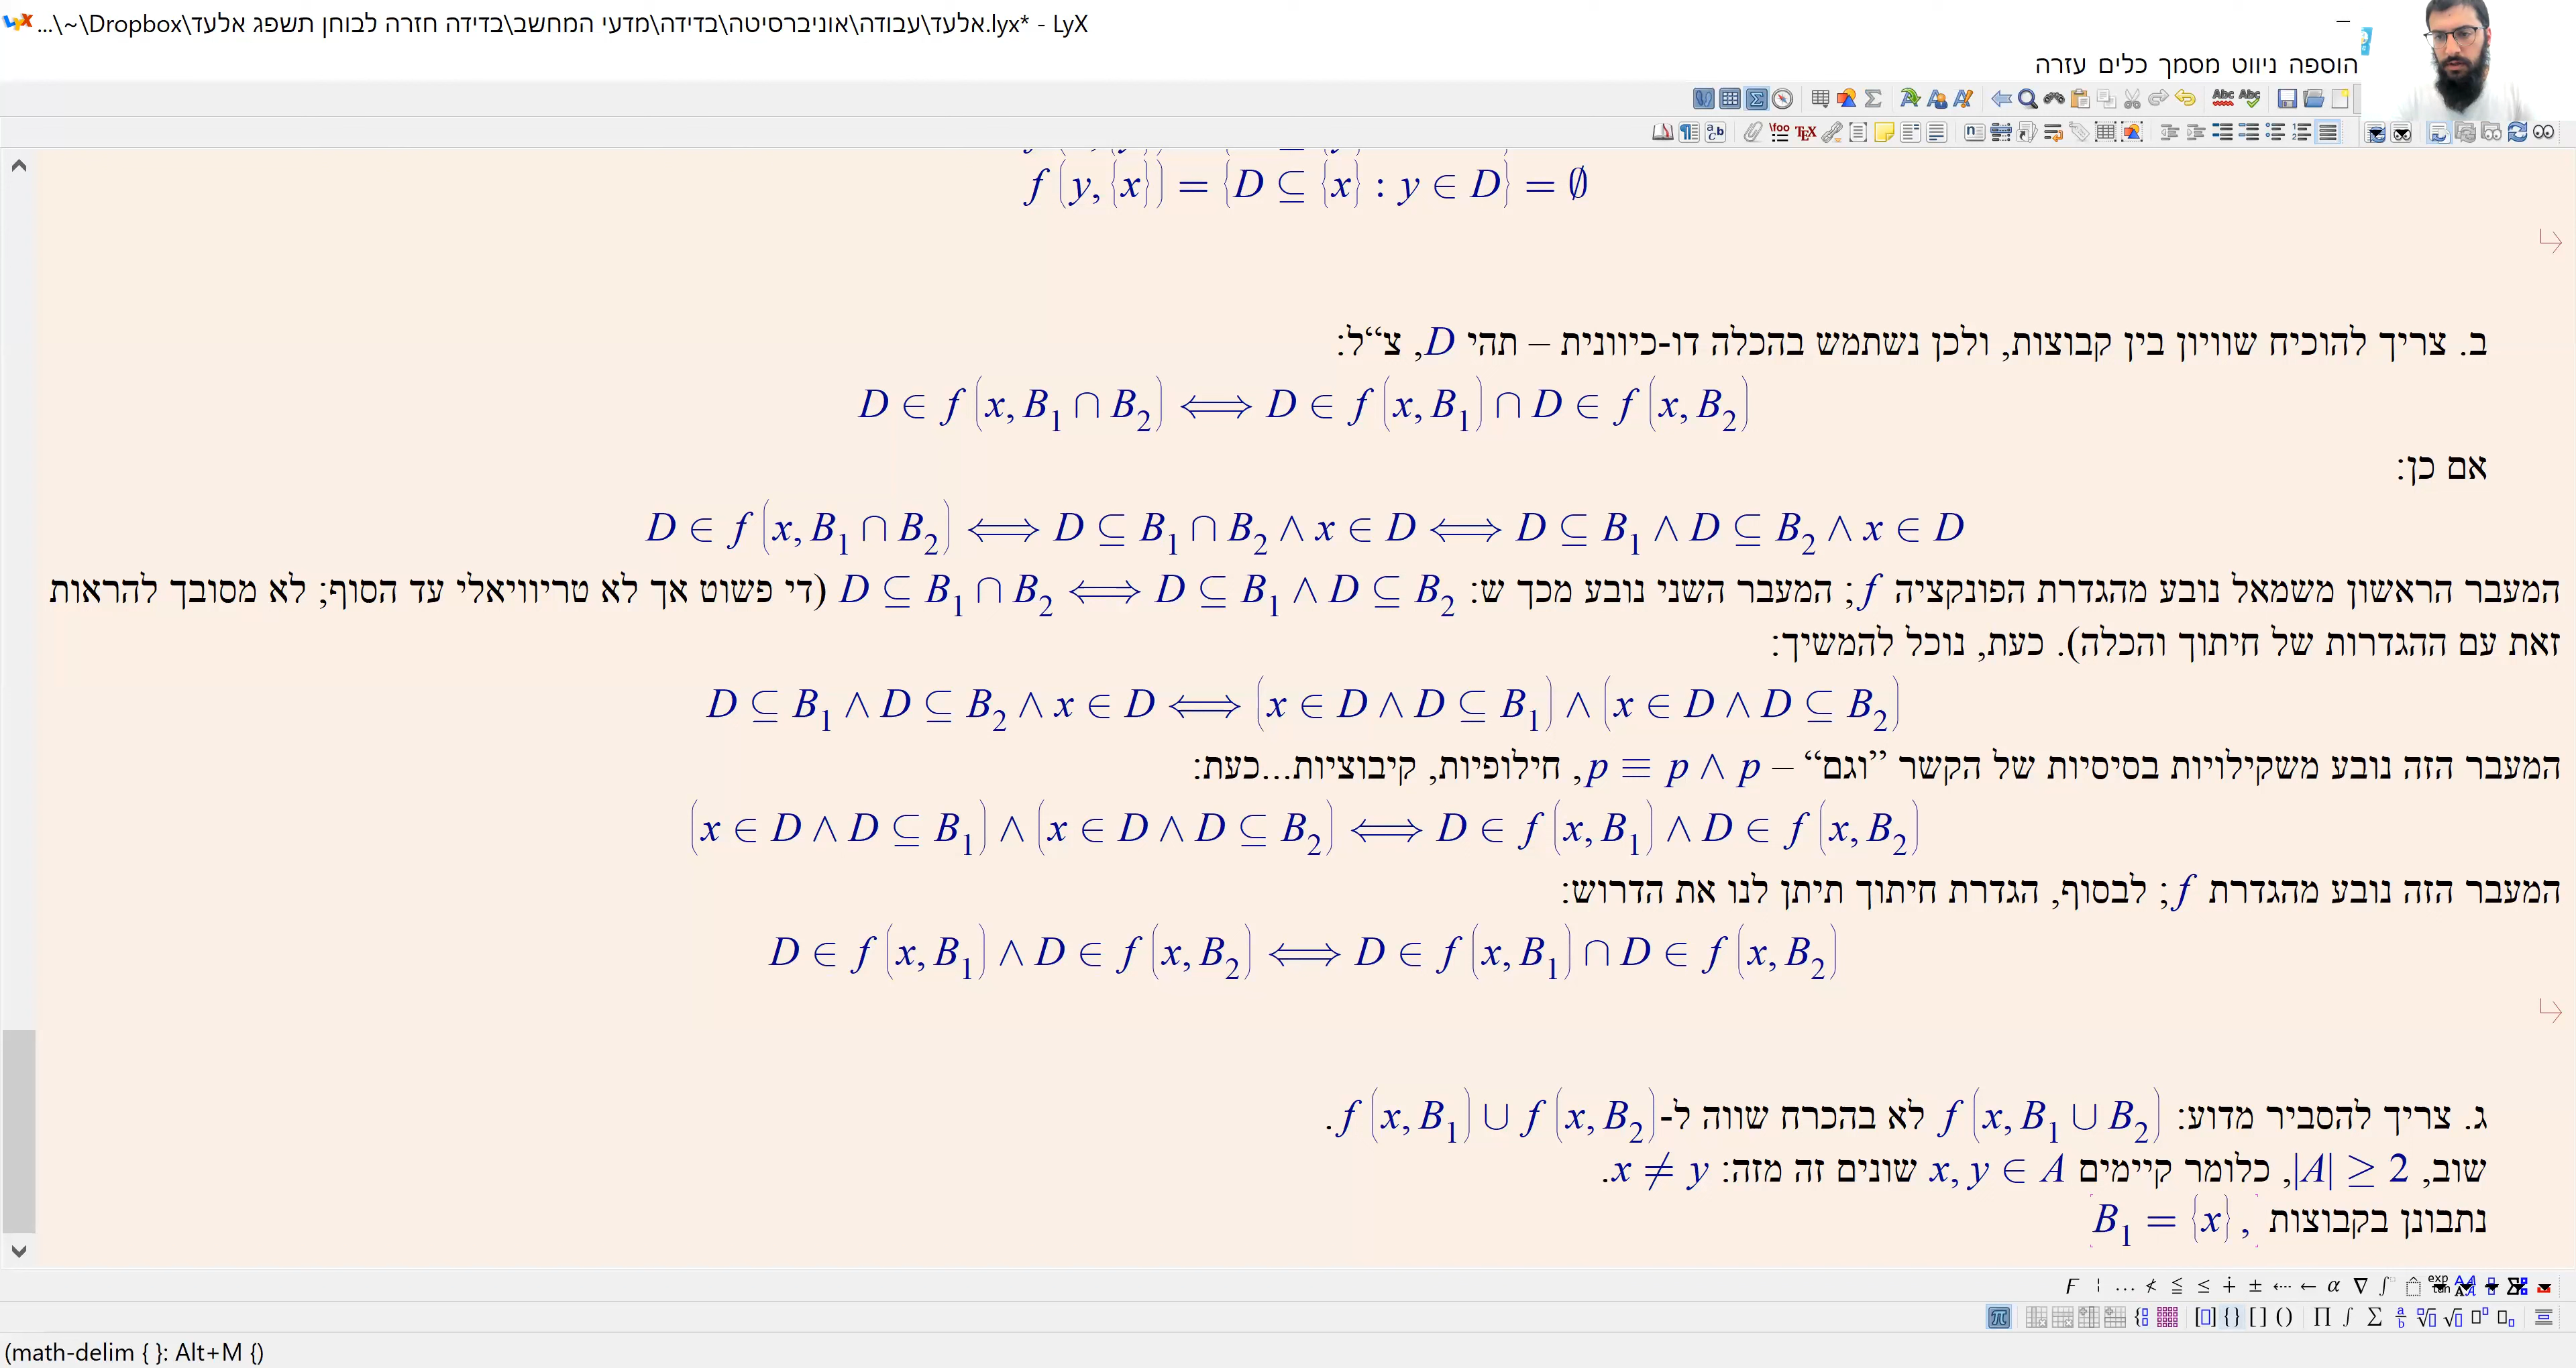 ...\~\Dropbox\אלעד\עבודה\אוניברסיטה\בדידה\מדעי המחשב\בדידה חזרה לבוחן תשפג אלעד.lyx* - LyX
הוספה ניווט מסמך כלים עזרה
f(y, {x}) = {D ⊆ {x} : y ∈ D} = ∅
ב. צריך להוכיח שוויון בין קבוצות, ולכן נשתמש בהכלה דו-כיוונית – תהי D, צ“ל:
D ∈ f(x, B₁ ∩ B₂) ⟺ D ∈ f(x, B₁) ∩ D ∈ f(x, B₂)
אם כן:
D ∈ f(x, B₁ ∩ B₂) ⟺ D ⊆ B₁ ∩ B₂ ∧ x ∈ D ⟺ D ⊆ B₁ ∧ D ⊆ B₂ ∧ x ∈ D
המעבר הראשון משמאל נובע מהגדרת הפונקציה f; המעבר השני נובע מכך ש: D ⊆ B₁ ∩ B₂ ⟺ D ⊆ B₁ ∧ D ⊆ B₂ (די פשוט אך לא טריוויאלי עד הסוף; לא מסובך להראות
זאת עם ההגדרות של חיתוך והכלה). כעת, נוכל להמשיך:
D ⊆ B₁ ∧ D ⊆ B₂ ∧ x ∈ D ⟺ (x ∈ D ∧ D ⊆ B₁) ∧ (x ∈ D ∧ D ⊆ B₂)
המעבר הזה נובע משקילויות בסיסיות של הקשר ”וגם“ – p ≡ p ∧ p, חילופיות, קיבוציות...כעת:
(x ∈ D ∧ D ⊆ B₁) ∧ (x ∈ D ∧ D ⊆ B₂) ⟺ D ∈ f(x, B₁) ∧ D ∈ f(x, B₂)
המעבר הזה נובע מהגדרת f; לבסוף, הגדרת חיתוך תיתן לנו את הדרוש:
D ∈ f(x, B₁) ∧ D ∈ f(x, B₂) ⟺ D ∈ f(x, B₁) ∩ D ∈ f(x, B₂)
ג. צריך להסביר מדוע: f(x, B₁ ∪ B₂) לא בהכרח שווה ל-f(x, B₁) ∪ f(x, B₂).
שוב, |A| ≥ 2, כלומר קיימים x, y ∈ A שונים זה מזה: x ≠ y.
נתבונן בקבוצות B₁ = {x},
(math-delim { }: Alt+M {)